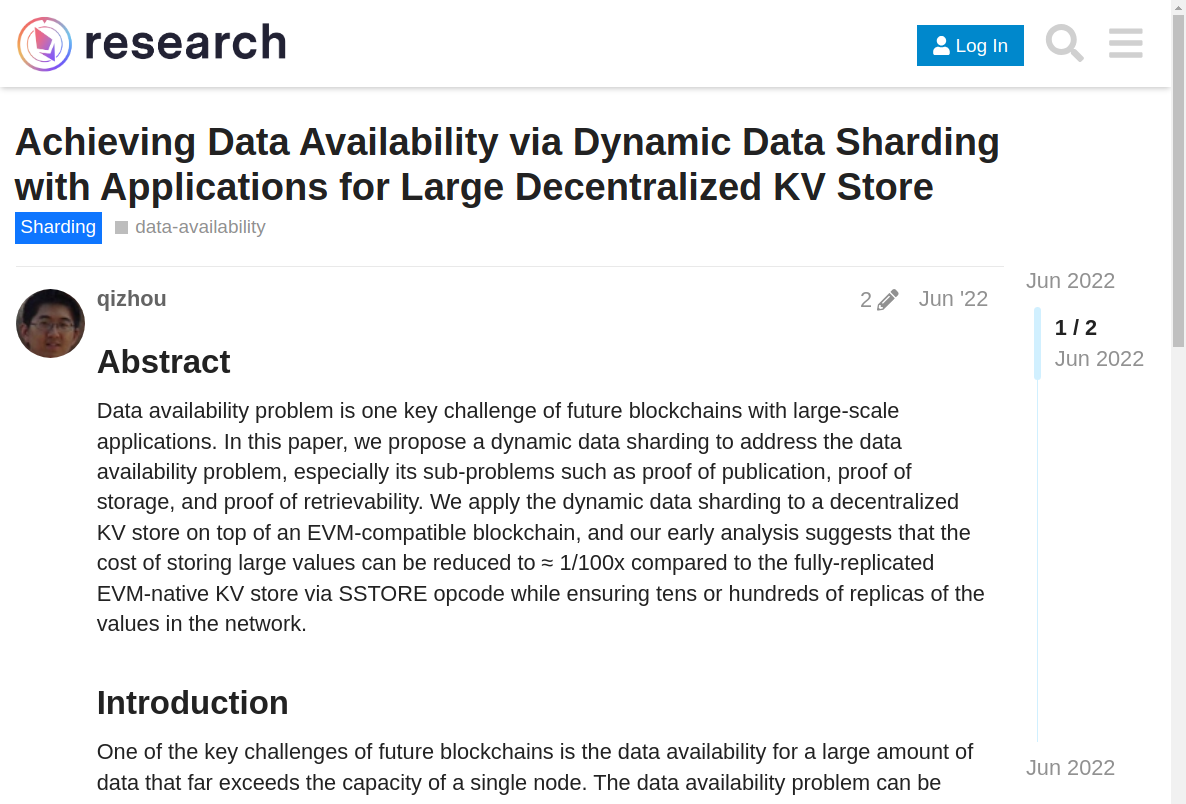 research
Log In
Achieving Data Availability via Dynamic Data Sharding
with Applications for Large Decentralized KV Store
Sharding data-availability
qizhou
2
Jun '22
Abstract
Data availability problem is one key challenge of future blockchains with large-scale
applications. In this paper, we propose a dynamic data sharding to address the data
availability problem, especially its sub-problems such as proof of publication, proof of
storage, and proof of retrievability. We apply the dynamic data sharding to a decentralized
KV store on top of an EVM-compatible blockchain, and our early analysis suggests that the
cost of storing large values can be reduced to ≈ 1/100x compared to the fully-replicated
EVM-native KV store via SSTORE opcode while ensuring tens or hundreds of replicas of the
values in the network.
Introduction
One of the key challenges of future blockchains is the data availability for a large amount of
data that far exceeds the capacity of a single node. The data availability problem can be
Jun 2022
1 / 2
Jun 2022
Jun 2022